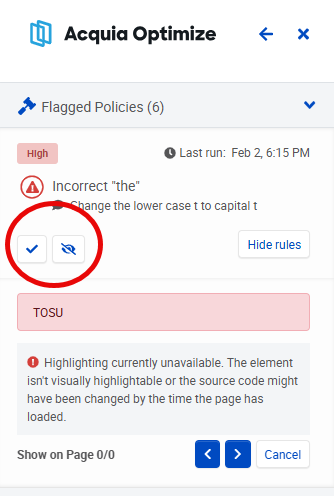 Acquia Optimize
Flagged Policies (6)
High
Last run: Feb 2, 6:15 PM
Incorrect "the"
Change the lower case t to capital t
Hide rules
TOSU
Highlighting currently unavailable. The element
isn't visually highlightable or the source code might
have been changed by the time the page has
loaded.
Show on Page 0/0
Cancel